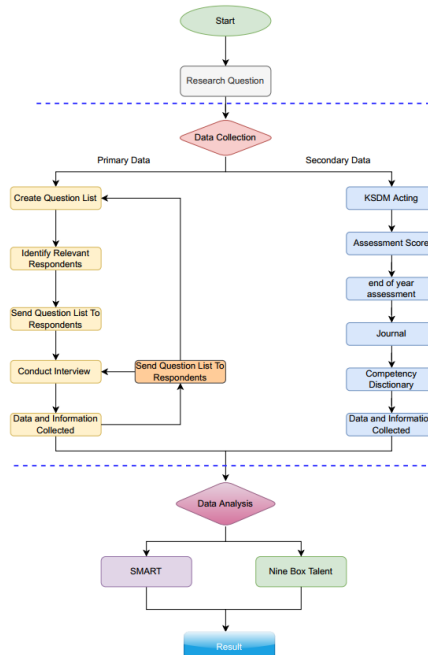 Start
Research Question
Data Collection
Primary Data
Secondary Data
Create Question List
KSDM Acting
Identify Relevant
Respondents
Assessment Score
Send Question List To
Respondents
end of year
assessment
Journal
Conduct Interview
Send Question List To
Respondents
Competency
Disctionary
Data and Information
Collected
Data and Information
Collected
Data Analysis
SMART
Nine Box Talent
Result